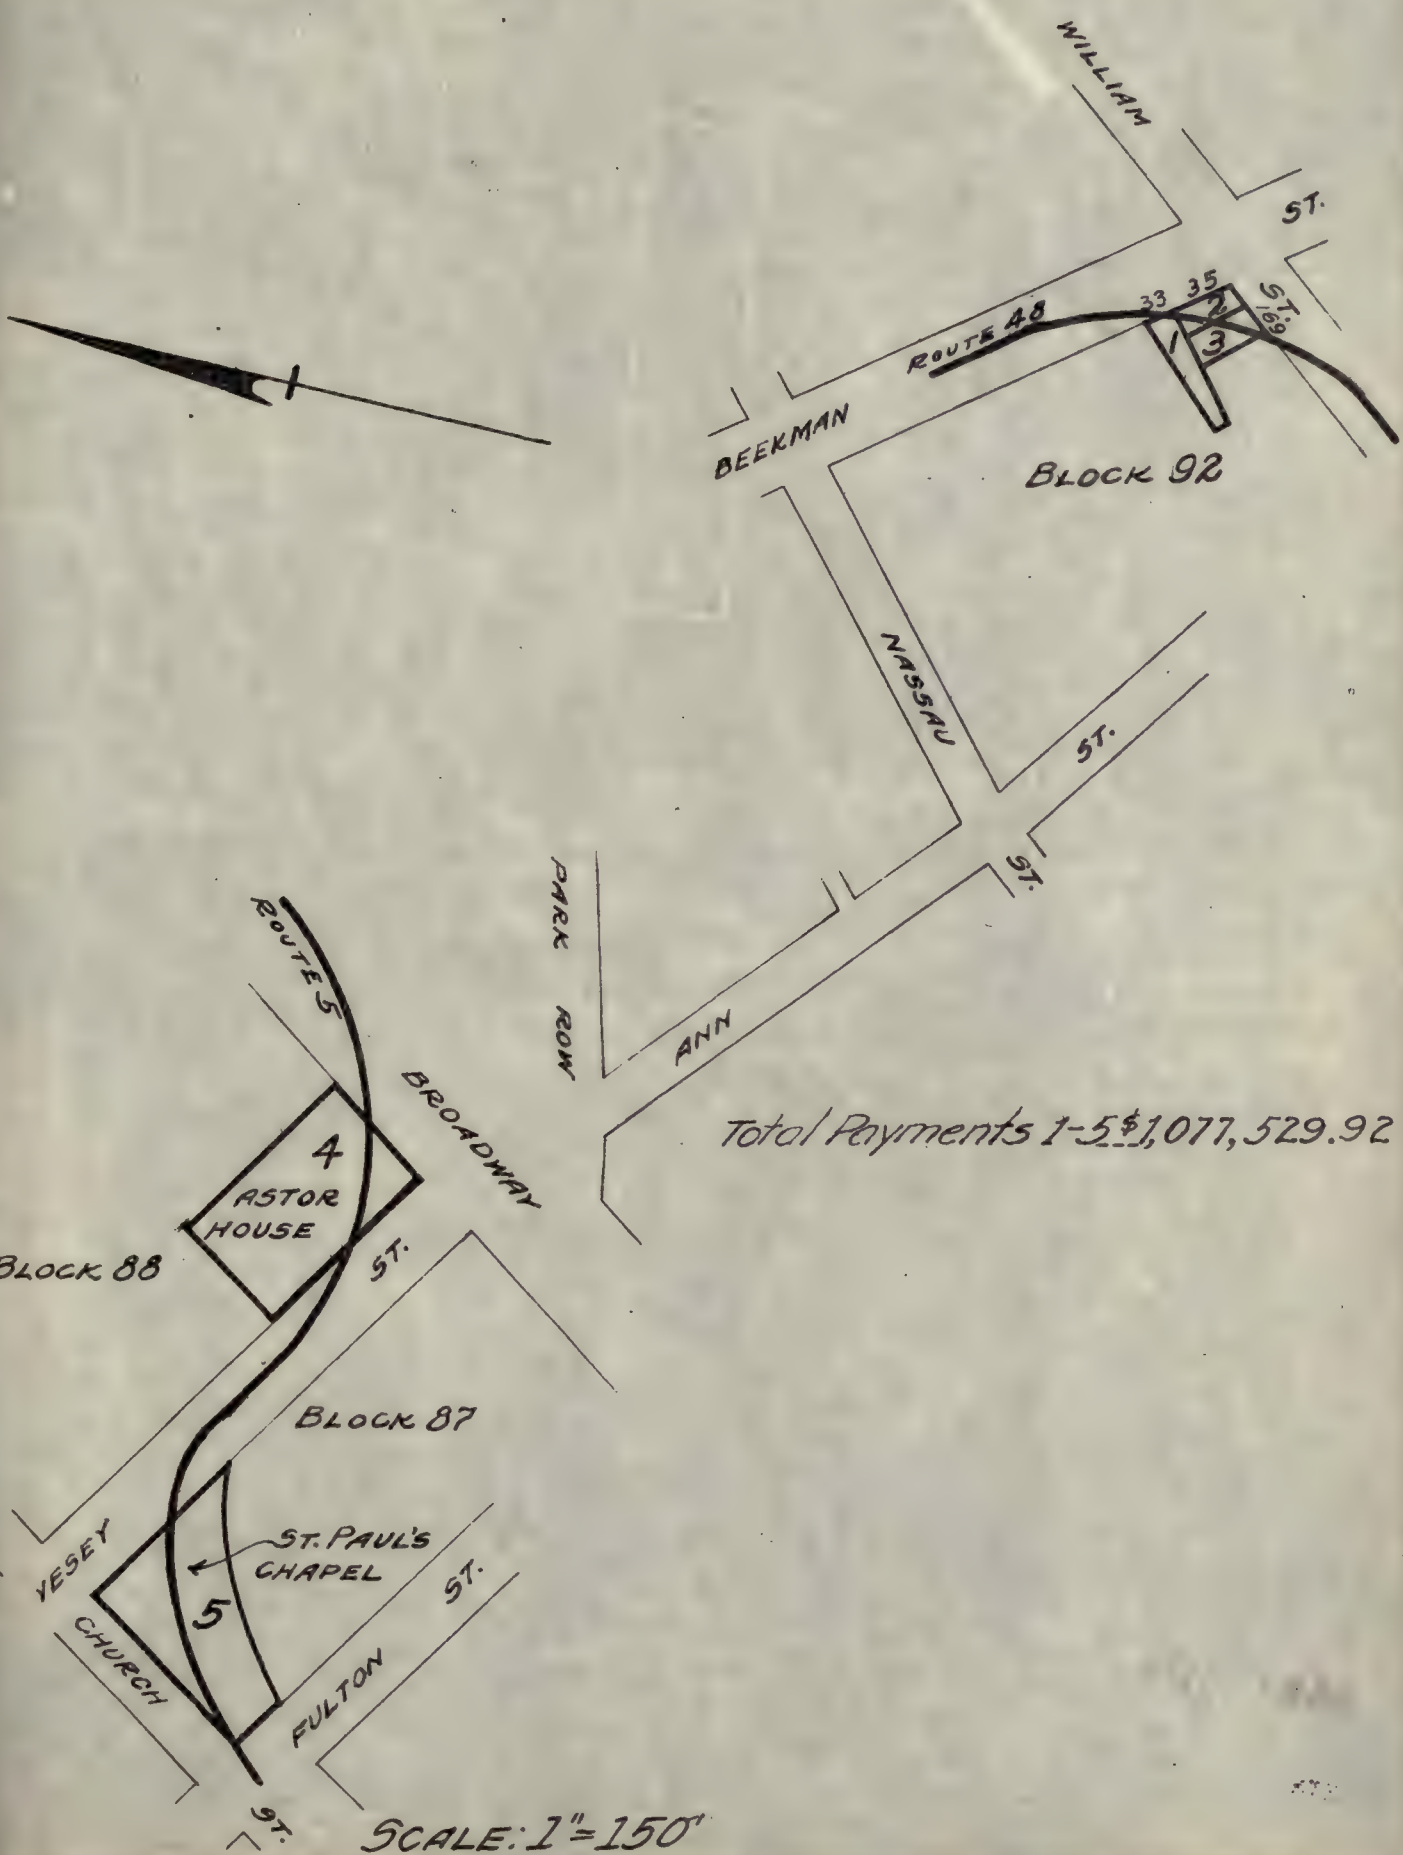 WILLIAM
ST.
33 35
ST.
169
2
1 3
ROUTE 48
BEEKMAN
BLOCK 92
NASSAU
ST.
ST.
PARK ROW
ANN
ROUTE 5
BROADWAY
Total Payments 1-5 $1,077,529.92
4
ASTOR
HOUSE
ST.
BLOCK 88
BLOCK 87
VESEY
ST. PAUL'S
CHAPEL
5
ST.
CHURCH
FULTON
ST.
SCALE: 1"=150'